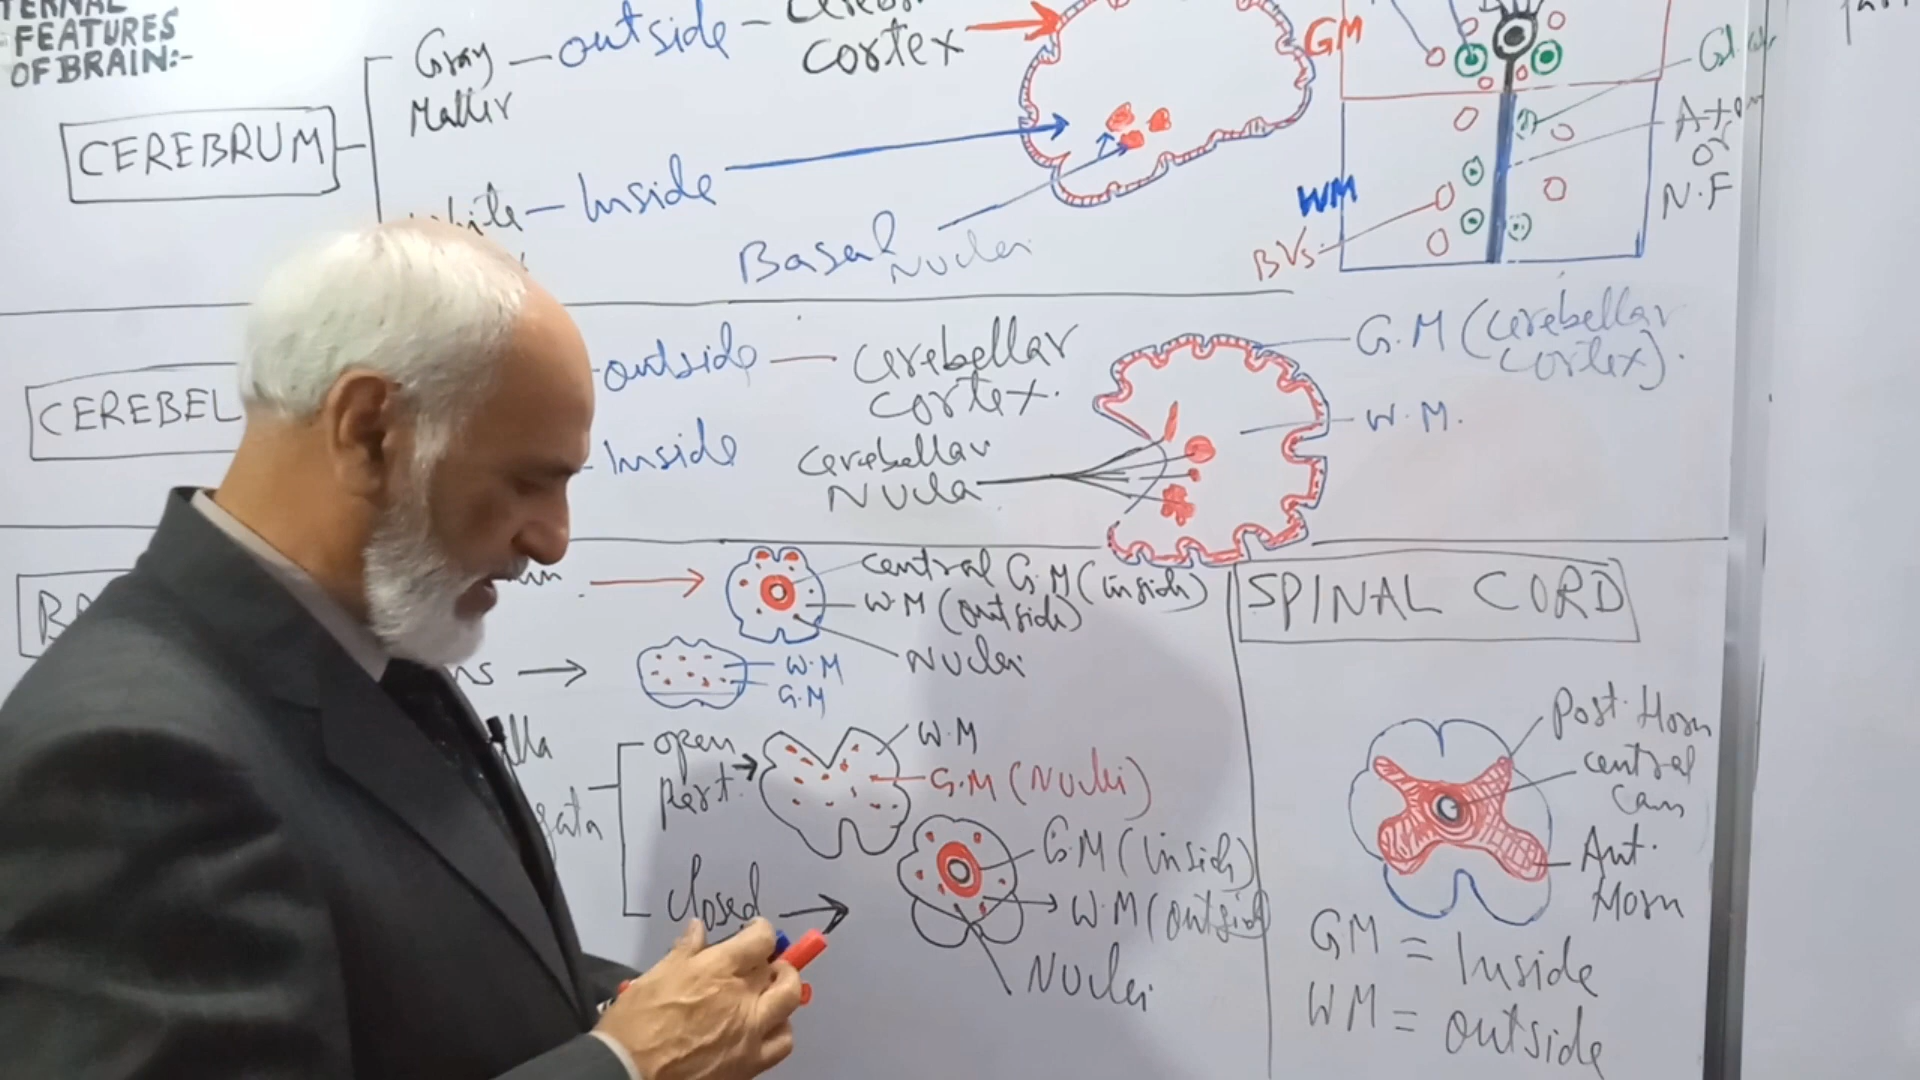 FEATURES
OF BRAIN:-
CEREBRUM
Gray
Matter
outside -
cortex
Inside
Basal
Nuclei
GM
WM
BVs
or
N.F
CEREBEL
outside
Cerebellar
cortex.
Inside
Cerebellar
G.M (Cerebellar
cortex).
W.M.
central G.M (inside)
W.M (outside)
Nuclei
W.M
G.M
open
part
W.M
G.M (Nuclei)
closed
G.M (Inside)
W.M (outside)
Nuclei
SPINAL CORD
Post. Horn
central
Ant.
Horn
GM = Inside
WM = outside